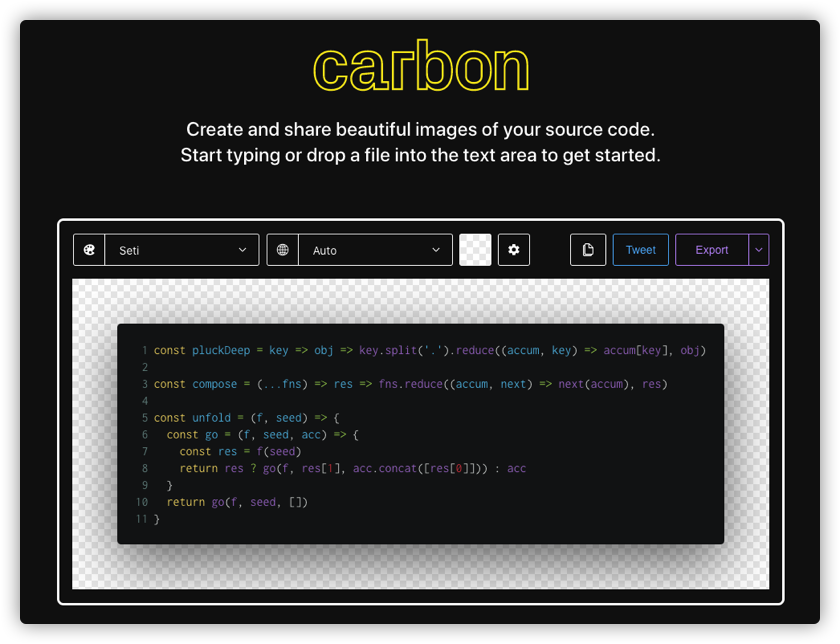 carbon
Create and share beautiful images of your source code.
Start typing or drop a file into the text area to get started.
Seti Auto Tweet Export
1 const pluckDeep = key => obj => key.split('.').reduce((accum, key) => accum[key], obj)
2
3 const compose = (...fns) => res => fns.reduce((accum, next) => next(accum), res)
4
5 const unfold = (f, seed) => {
6   const go = (f, seed, acc) => {
7     const res = f(seed)
8     return res ? go(f, res[1], acc.concat([res[0]])) : acc
9   }
10   return go(f, seed, [])
11 }